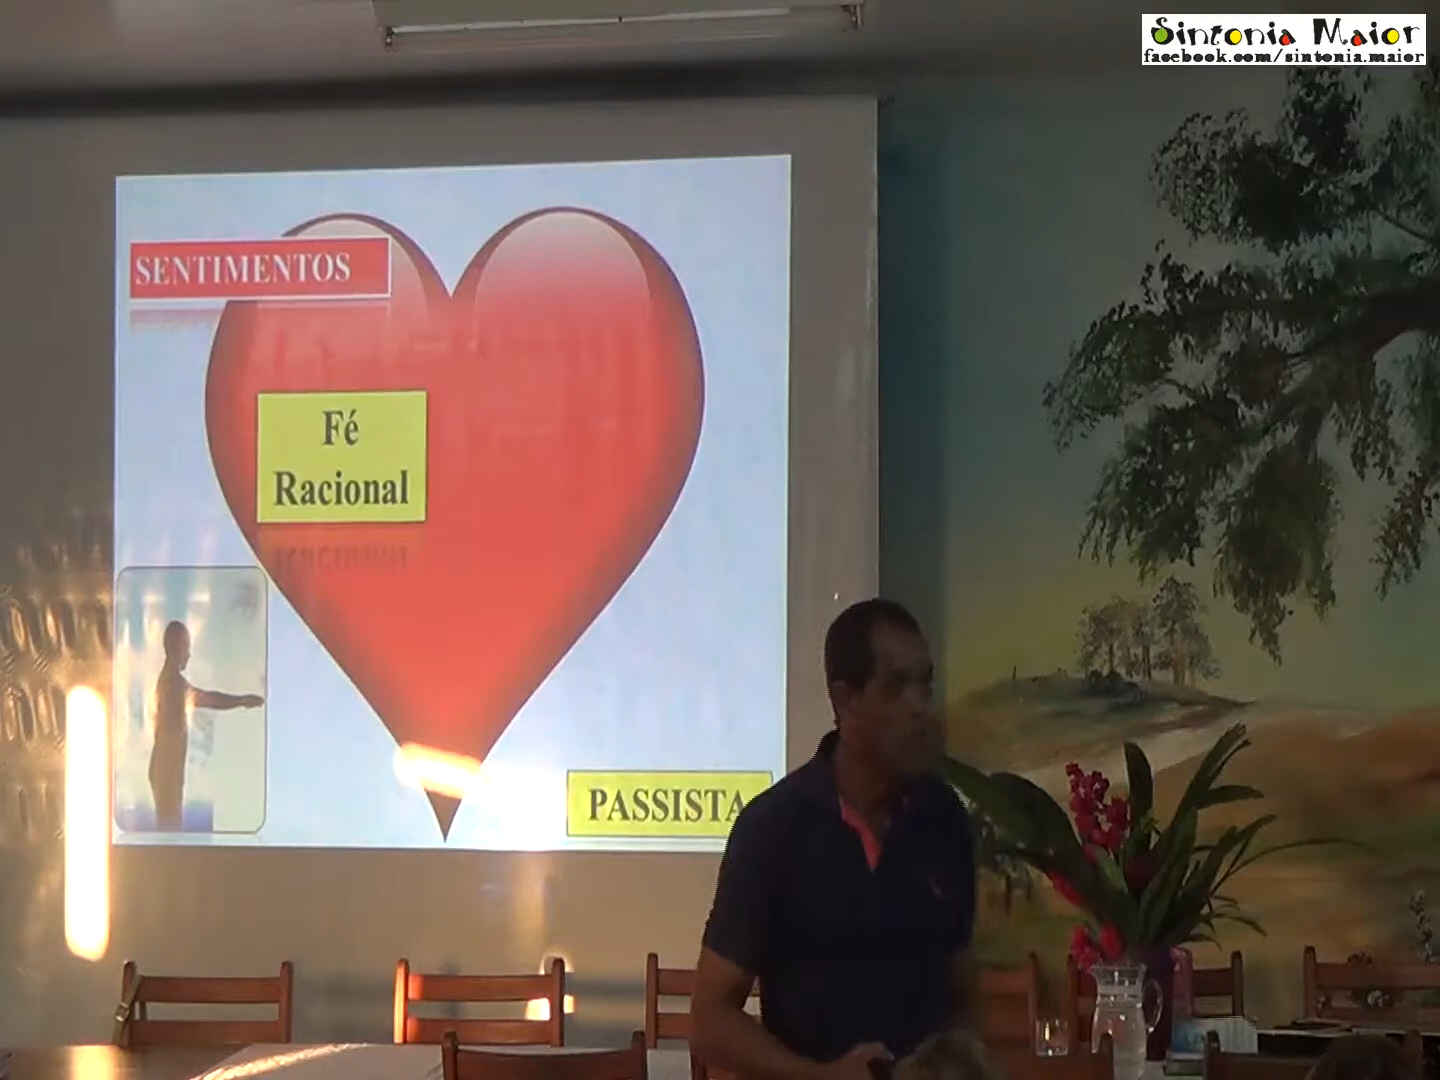 Sintonia Maior
facebook.com/sintonia.maior
SENTIMENTOS
Fé
Racional
PASSISTA